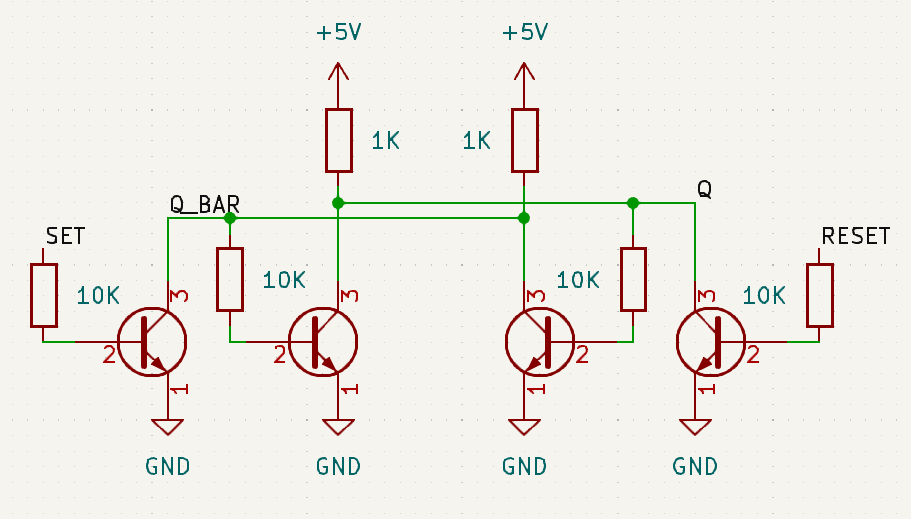 +5V
+5V
1K
1K
Q_BAR
Q
SET
RESET
10K
10K
10K
10K
3
3
3
3
2
2
2
2
1
1
1
1
GND
GND
GND
GND